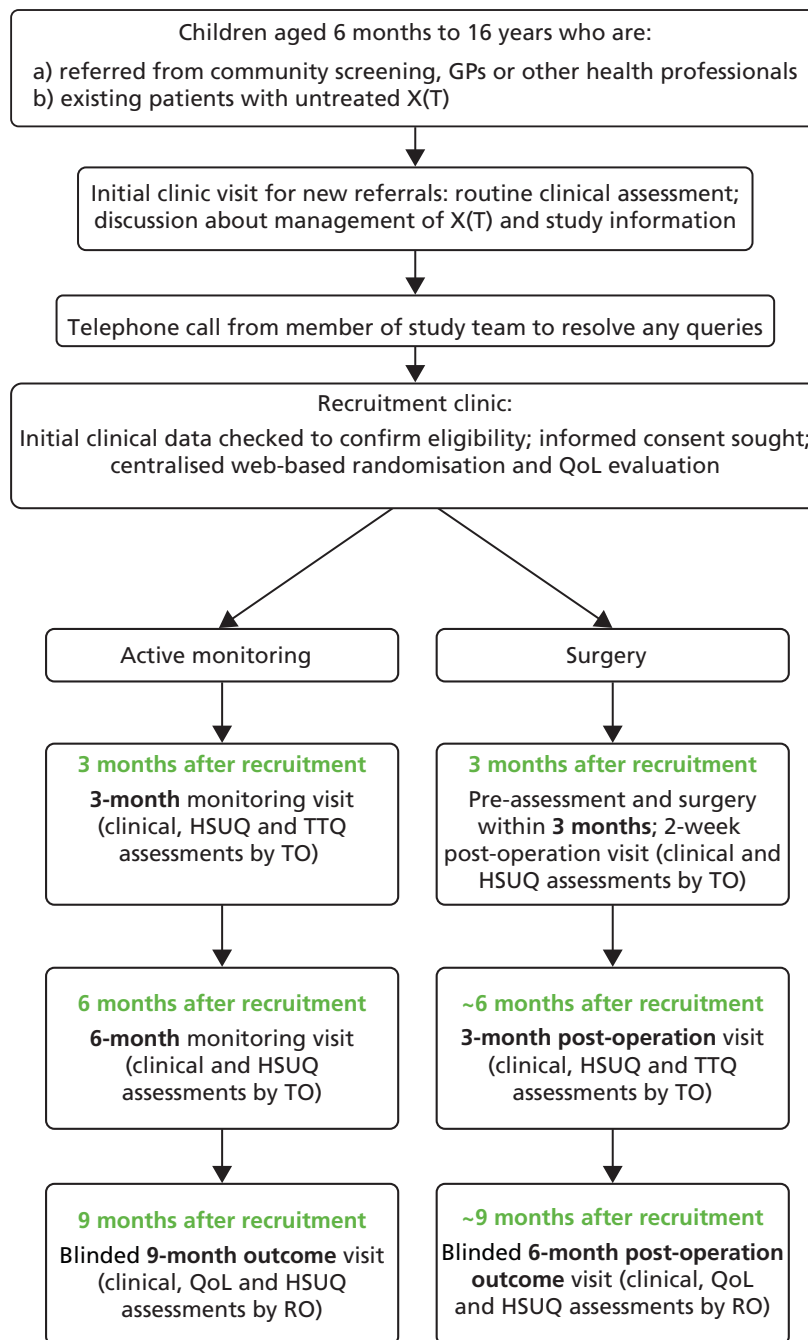 Children aged 6 months to 16 years who are:
a) referred from community screening, GPs or other health professionals
b) existing patients with untreated X(T)
Initial clinic visit for new referrals: routine clinical assessment;
discussion about management of X(T) and study information
Telephone call from member of study team to resolve any queries
Recruitment clinic:
Initial clinical data checked to confirm eligibility; informed consent sought;
centralised web-based randomisation and QoL evaluation
Active monitoring
3 months after recruitment
3-month monitoring visit
(clinical, HSUQ and TTQ
assessments by TO)
6 months after recruitment
6-month monitoring visit
(clinical and HSUQ
assessments by TO)
9 months after recruitment
Blinded 9-month outcome visit
(clinical, QoL and HSUQ
assessments by RO)
Surgery
3 months after recruitment
Pre-assessment and surgery
within 3 months; 2-week
post-operation visit (clinical and
HSUQ assessments by TO)
~6 months after recruitment
3-month post-operation visit
(clinical, HSUQ and TTQ
assessments by TO)
~9 months after recruitment
Blinded 6-month post-operation
outcome visit (clinical, QoL
and HSUQ assessments by RO)